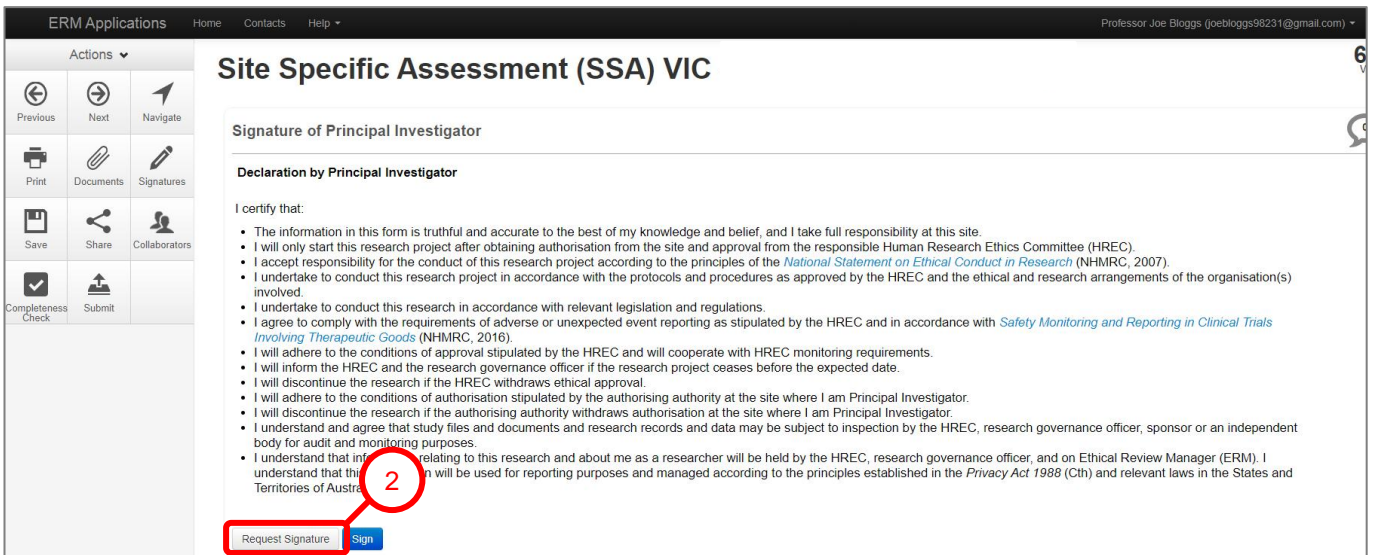 ERM Applications Home Contacts Help Professor Joe Bloggs (joebloggs98231@gmail.com)
Actions
Previous Next Navigate
Print Documents Signatures
Save Share Collaborators
Completeness Check Submit
Site Specific Assessment (SSA) VIC
6
V
Signature of Principal Investigator
Declaration by Principal Investigator
I certify that:
• The information in this form is truthful and accurate to the best of my knowledge and belief, and I take full responsibility at this site.
• I will only start this research project after obtaining authorisation from the site and approval from the responsible Human Research Ethics Committee (HREC).
• I accept responsibility for the conduct of this research project according to the principles of the National Statement on Ethical Conduct in Research (NHMRC, 2007).
• I undertake to conduct this research project in accordance with the protocols and procedures as approved by the HREC and the ethical and research arrangements of the organisation(s)
involved.
• I undertake to conduct this research in accordance with relevant legislation and regulations.
• I agree to comply with the requirements of adverse or unexpected event reporting as stipulated by the HREC and in accordance with Safety Monitoring and Reporting in Clinical Trials
Involving Therapeutic Goods (NHMRC, 2016).
• I will adhere to the conditions of approval stipulated by the HREC and will cooperate with HREC monitoring requirements.
• I will inform the HREC and the research governance officer if the research project ceases before the expected date.
• I will discontinue the research if the HREC withdraws ethical approval.
• I will adhere to the conditions of authorisation stipulated by the authorising authority at the site where I am Principal Investigator.
• I will discontinue the research if the authorising authority withdraws authorisation at the site where I am Principal Investigator.
• I understand and agree that study files and documents and research records and data may be subject to inspection by the HREC, research governance officer, sponsor or an independent
body for audit and monitoring purposes.
• I understand that relating to this research and about me as a researcher will be held by the HREC, research governance officer, and on Ethical Review Manager (ERM). I
understand that will be used for reporting purposes and managed according to the principles established in the Privacy Act 1988 (Cth) and relevant laws in the States and
Territories of
2
Request Signature Sign